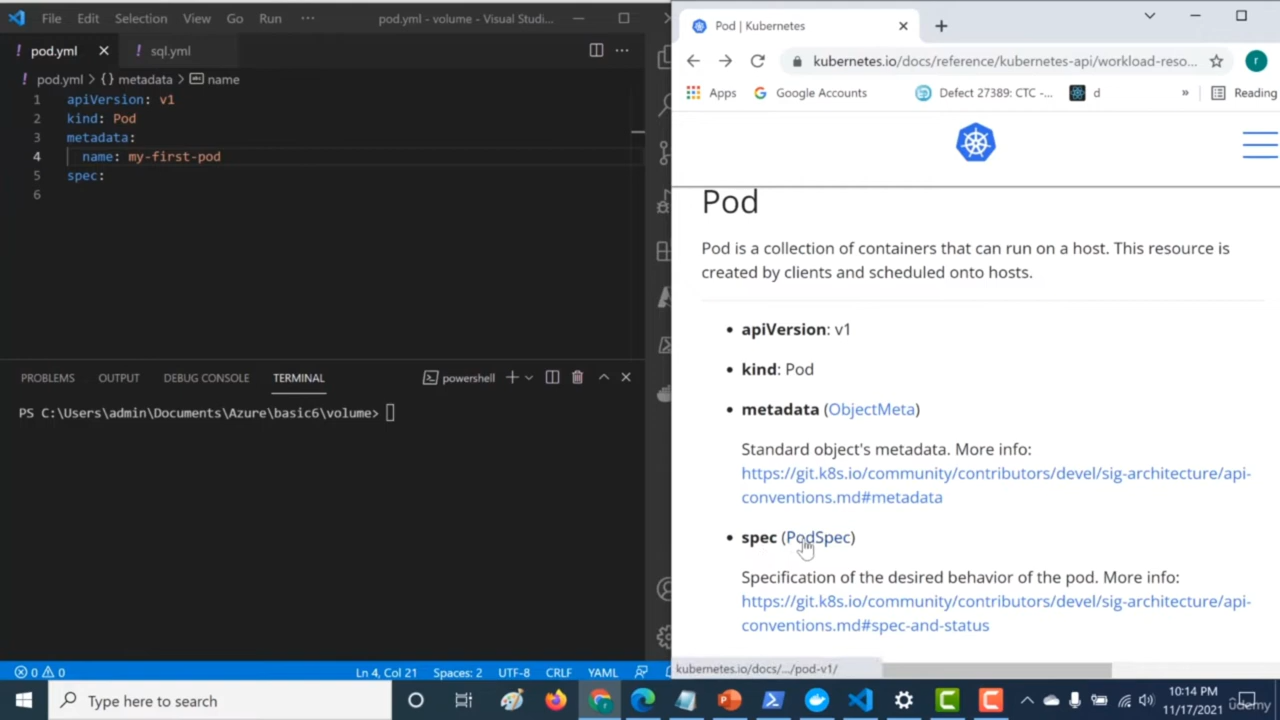 File Edit Selection View Go Run ··· pod.yml - volume - Visual Studi...
pod.yml sql.yml
pod.yml > {} metadata > abc name
1 apiVersion: v1
2 kind: Pod
3 metadata:
4 name: my-first-pod
5 spec:
6
PROBLEMS OUTPUT DEBUG CONSOLE TERMINAL powershell
PS C:\Users\admin\Documents\Azure\basic6\volume>
0 0 Ln 4, Col 21 Spaces: 2 UTF-8 CRLF YAML
Pod | Kubernetes
kubernetes.io/docs/reference/kubernetes-api/workload-reso... r
Apps Google Accounts Defect 27389: CTC -... d » Reading
Pod
Pod is a collection of containers that can run on a host. This resource is
created by clients and scheduled onto hosts.
• apiVersion: v1
• kind: Pod
• metadata (ObjectMeta)
Standard object's metadata. More info:
https://git.k8s.io/community/contributors/devel/sig-architecture/api-
conventions.md#metadata
• spec (PodSpec)
Specification of the desired behavior of the pod. More info:
https://git.k8s.io/community/contributors/devel/sig-architecture/api-
conventions.md#spec-and-status
kubernetes.io/docs/.../pod-v1/
Type here to search
10:14 PM
11/17/2021
udemy